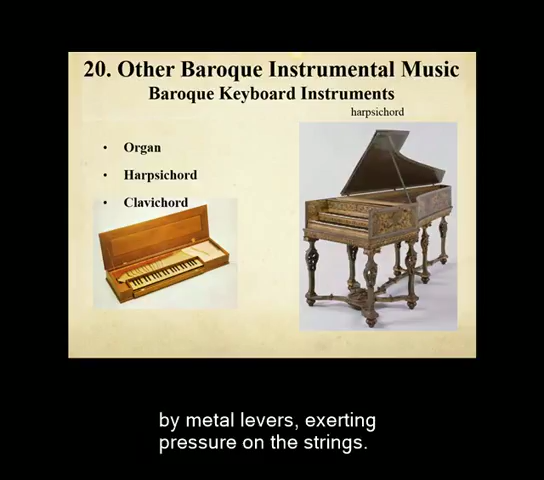 20. Other Baroque Instrumental Music
Baroque Keyboard Instruments
harpsichord
• Organ
• Harpsichord
• Clavichord
by metal levers, exerting
pressure on the strings.